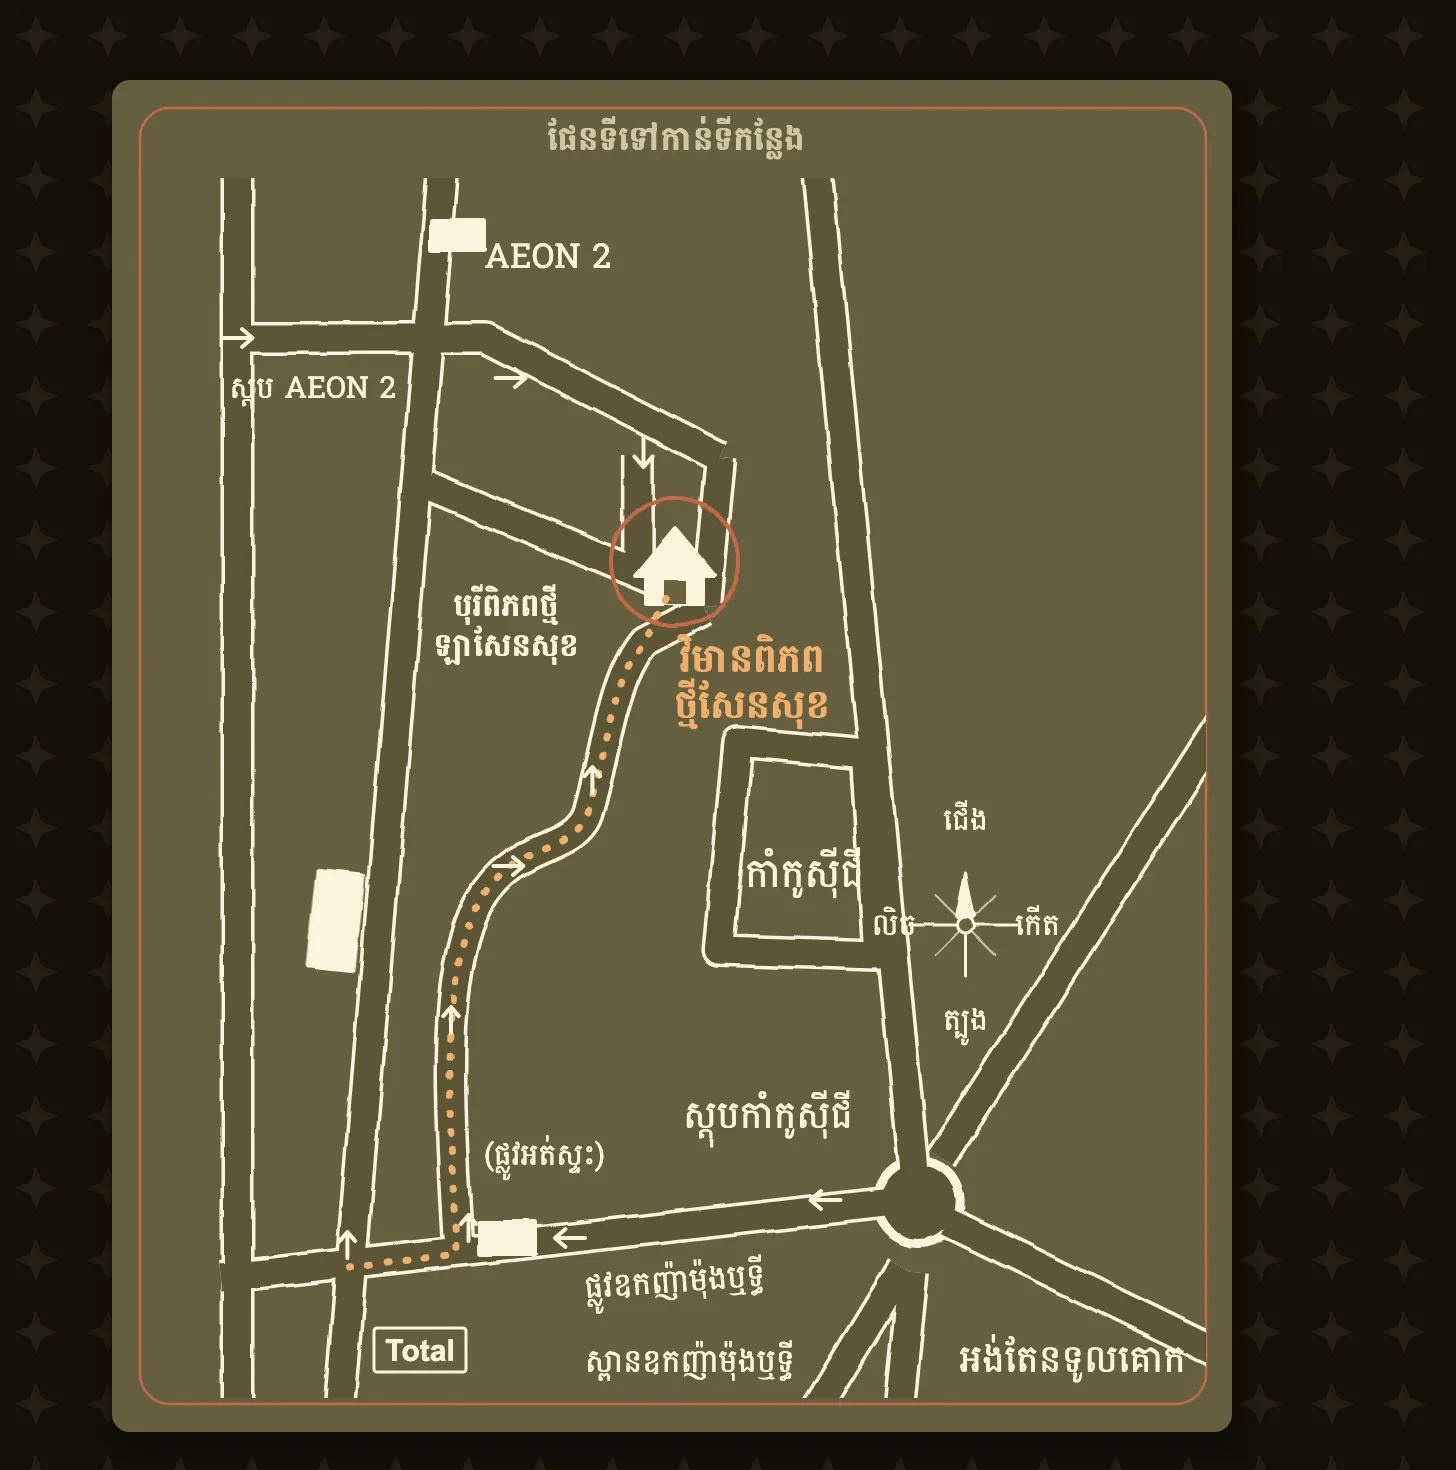 ផែនទីទៅកាន់ទីកន្លែង
AEON 2
ស្តុប AEON 2
បុរីពិភពថ្មី
ឡាសែនសុខ
វិមានពិភព
ថ្មីសែនសុខ
ជើង
កាំកូស៊ីជី
លិច
កើត
ត្បូង
ស្តុបកាំកូស៊ីជី
(ផ្លូវអត់ស្ទះ)
ផ្លូវឧកញ៉ាម៉ុងឬទ្ធី
Total
ស្ពានឧកញ៉ាម៉ុងឬទ្ធី
អង់តែនទួលគោក